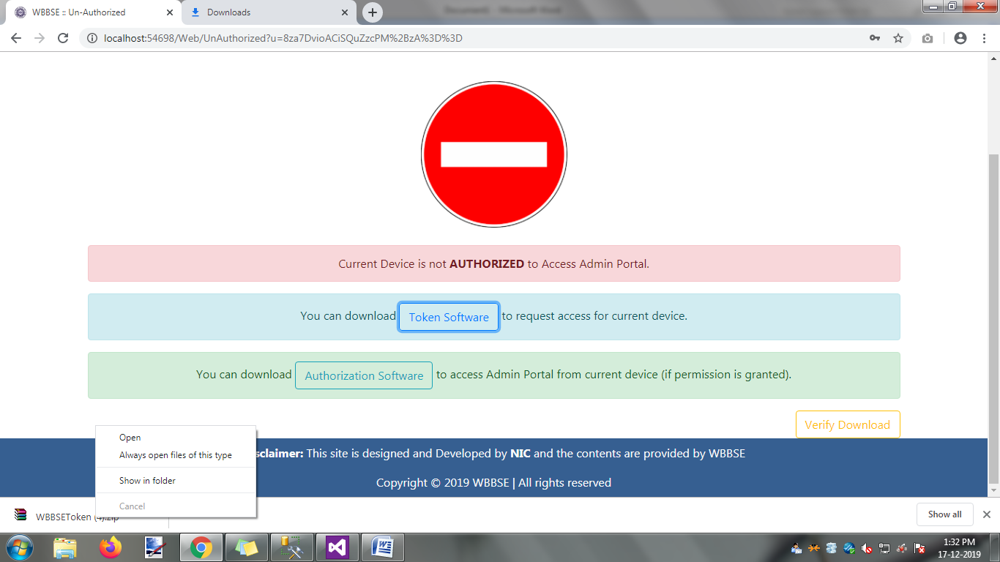 WBBSE :: Un-Authorized
Downloads
localhost:54698/Web/UnAuthorized?u=8za7DvioACiSQuZzcPM%2BzA%3D%3D
Current Device is not AUTHORIZED to Access Admin Portal.
You can download Token Software to request access for current device.
You can download Authorization Software to access Admin Portal from current device (if permission is granted).
Verify Download
Open
Always open files of this type
Show in folder
Cancel
sclaimer: This site is designed and Developed by NIC and the contents are provided by WBBSE
Copyright © 2019 WBBSE | All rights reserved
WBBSEToken (4).zip
Show all
1:32 PM
17-12-2019